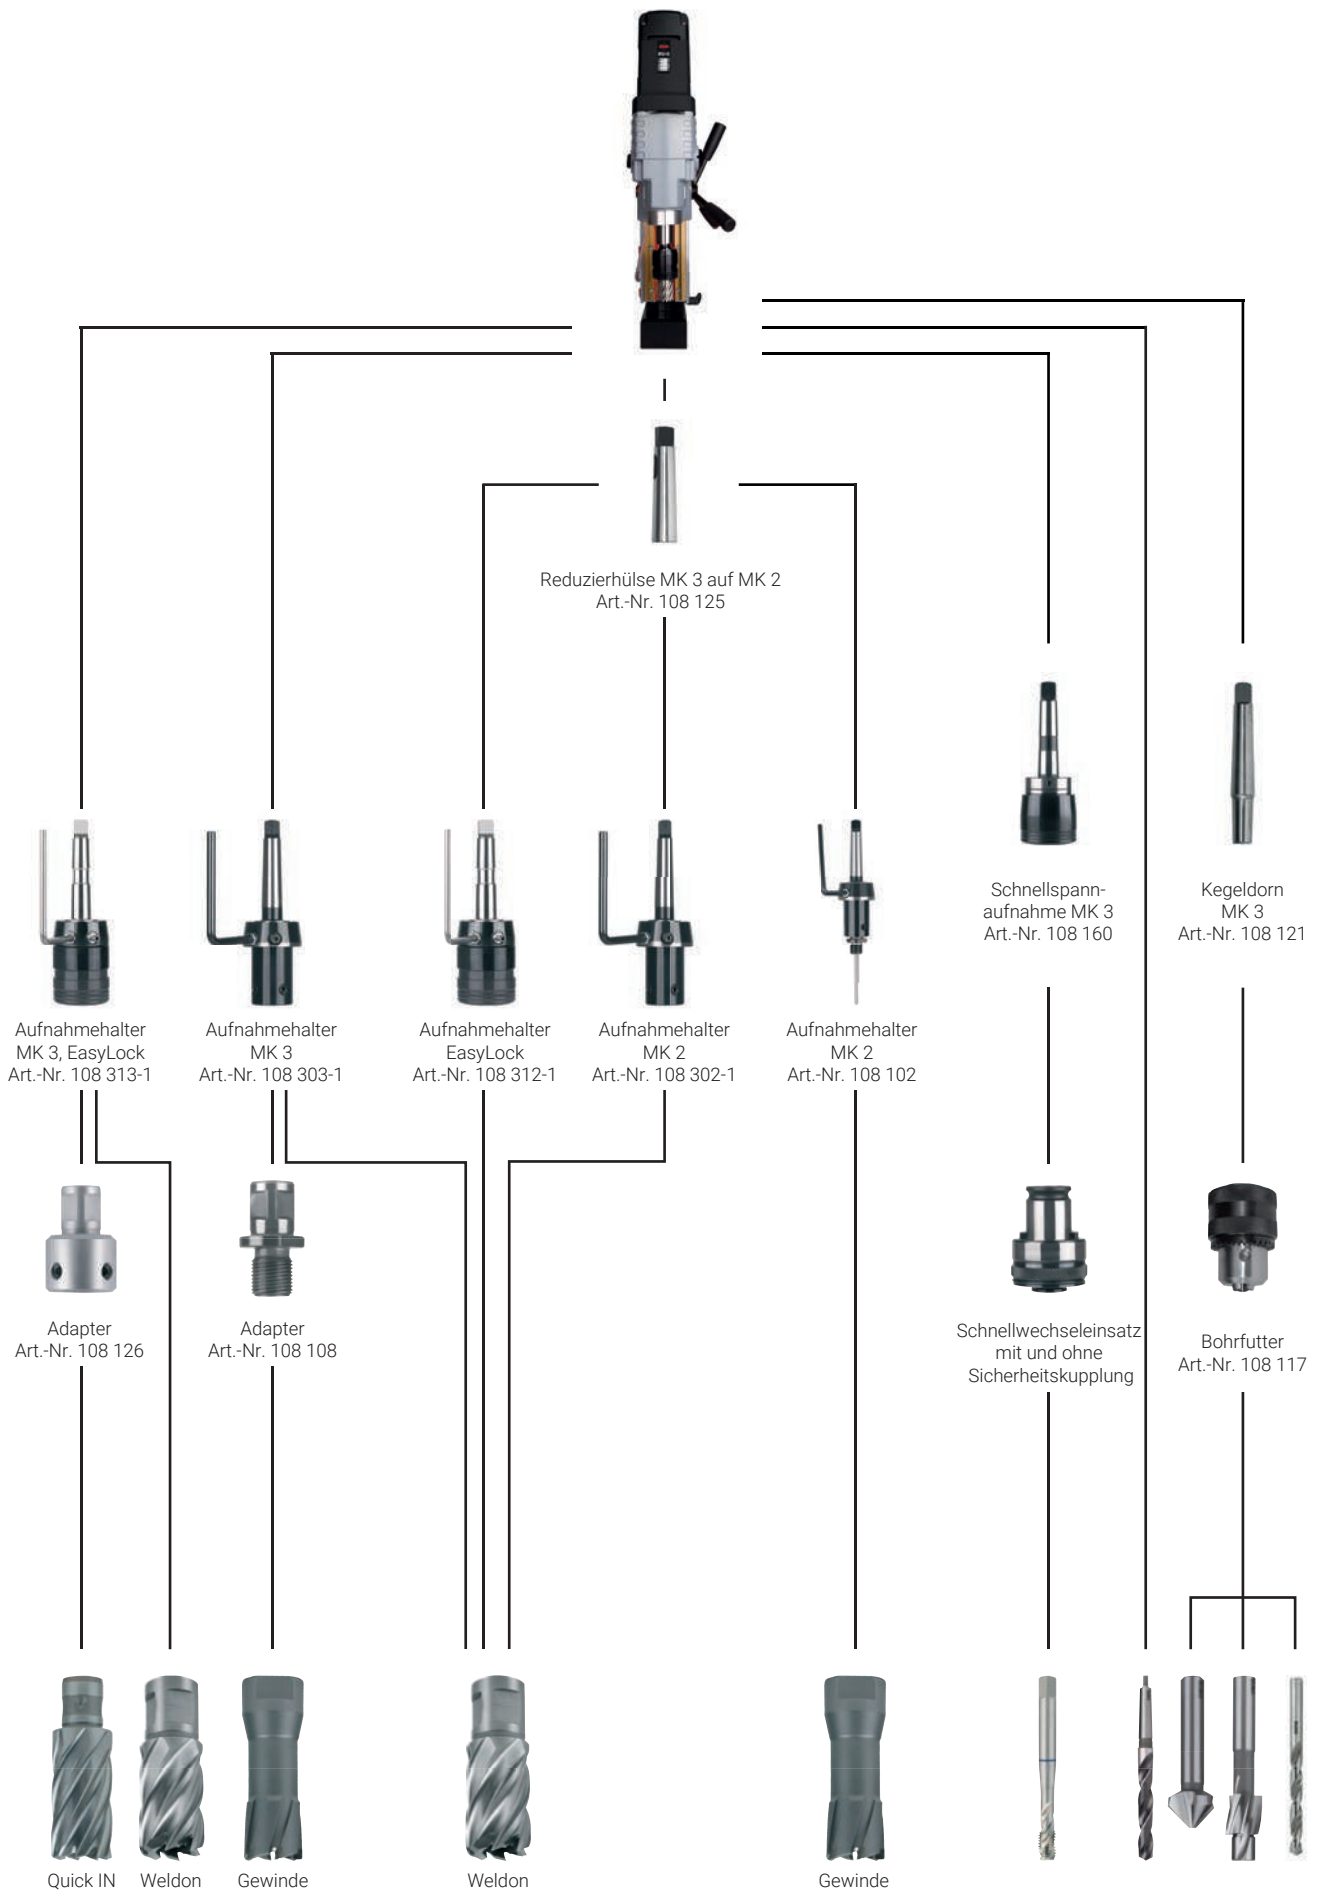 Reduzierhülse MK 3 auf MK 2
Art.-Nr. 108 125
Schnellspann-
aufnahme MK 3
Art.-Nr. 108 160
Kegeldorn
MK 3
Art.-Nr. 108 121
Aufnahmehalter
MK 3, EasyLock
Art.-Nr. 108 313-1
Aufnahmehalter
MK 3
Art.-Nr. 108 303-1
Aufnahmehalter
EasyLock
Art.-Nr. 108 312-1
Aufnahmehalter
MK 2
Art.-Nr. 108 302-1
Aufnahmehalter
MK 2
Art.-Nr. 108 102
Adapter
Art.-Nr. 108 126
Adapter
Art.-Nr. 108 108
Schnellwechseleinsatz
mit und ohne
Sicherheitskupplung
Bohrfutter
Art.-Nr. 108 117
Quick IN
Weldon
Gewinde
Weldon
Gewinde